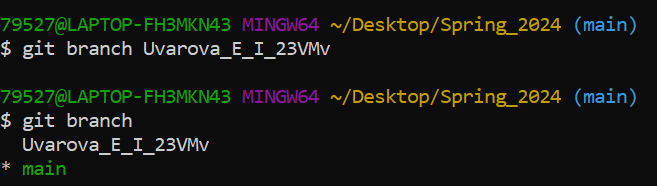 79527@LAPTOP-FH3MKN43 MINGW64 ~/Desktop/Spring_2024 (main)
$ git branch Uvarova_E_I_23VMv
79527@LAPTOP-FH3MKN43 MINGW64 ~/Desktop/Spring_2024 (main)
$ git branch
  Uvarova_E_I_23VMv
* main